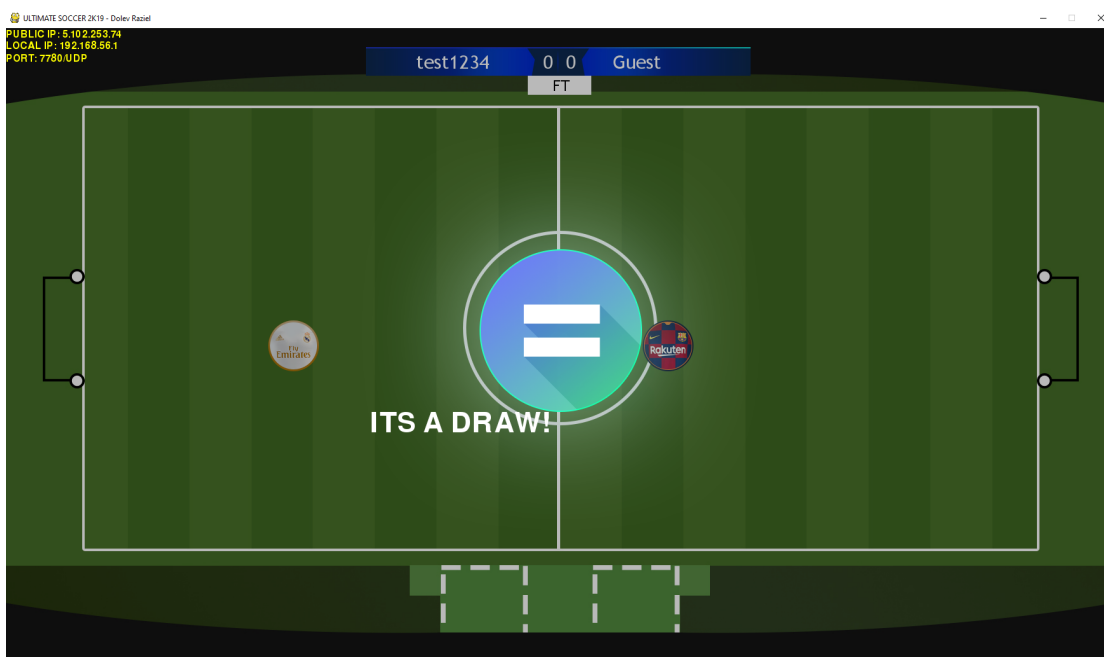 ULTIMATE SOCCER 2K19 - Dolev Raziel
PUBLIC IP: 5.102.253.74
LOCAL IP: 192.168.56.1
PORT: 7780/UDP
test1234 0 0 Guest
FT
Fly
Emirates
Rakuten
ITS A DRAW!